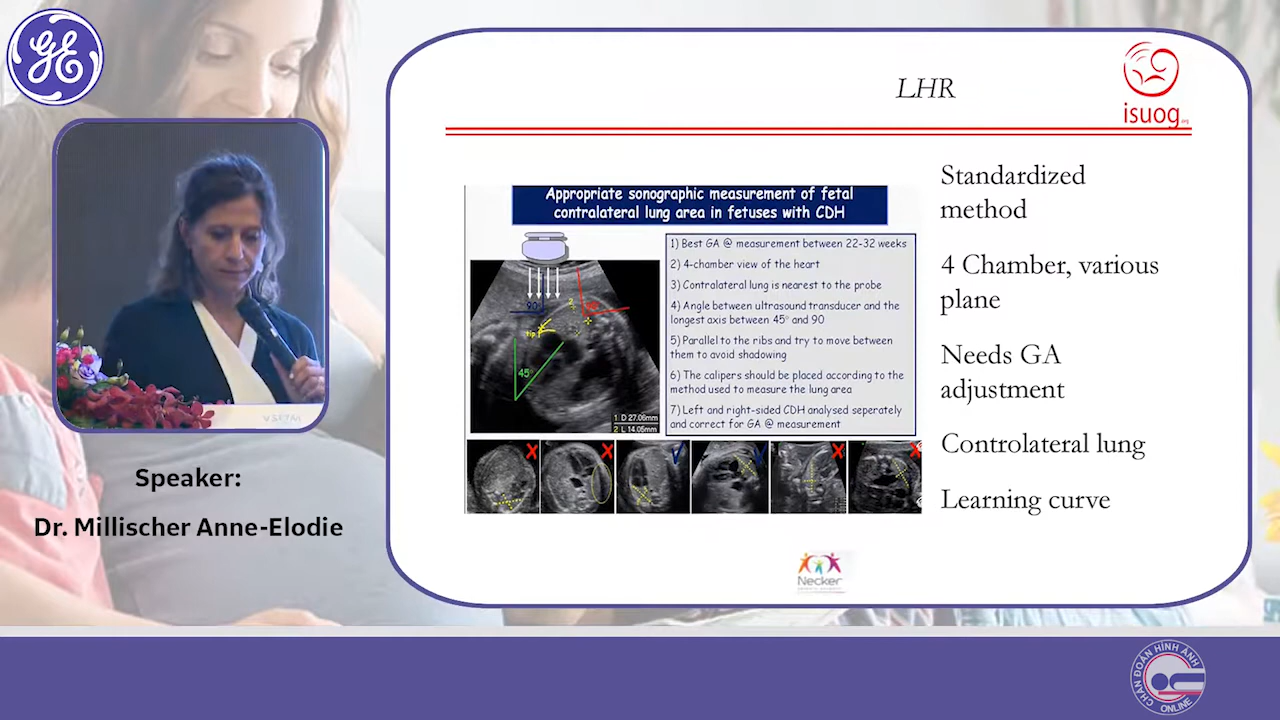 GE
LHR
isuog.org
Appropriate sonographic measurement of fetal
contralateral lung area in fetuses with CDH
1) Best GA @ measurement between 22-32 weeks
2) 4-chamber view of the heart
3) Contralateral lung is nearest to the probe
4) Angle between ultrasound transducer and the
longest axis between 45° and 90
5) Parallel to the ribs and try to move between
them to avoid shadowing
6) The calipers should be placed according to the
method used to measure the lung area
7) Left and right-sided CDH analysed seperately
and correct for GA @ measurement
90°
tip
45°
1 D 27.06mm
2 L 14.05mm
Standardized
method
4 Chamber, various
plane
Needs GA
adjustment
Controlateral lung
Learning curve
Necker
Speaker:
Dr. Millischer Anne-Elodie
CHẨN ĐOÁN HÌNH ẢNH
ONLINE